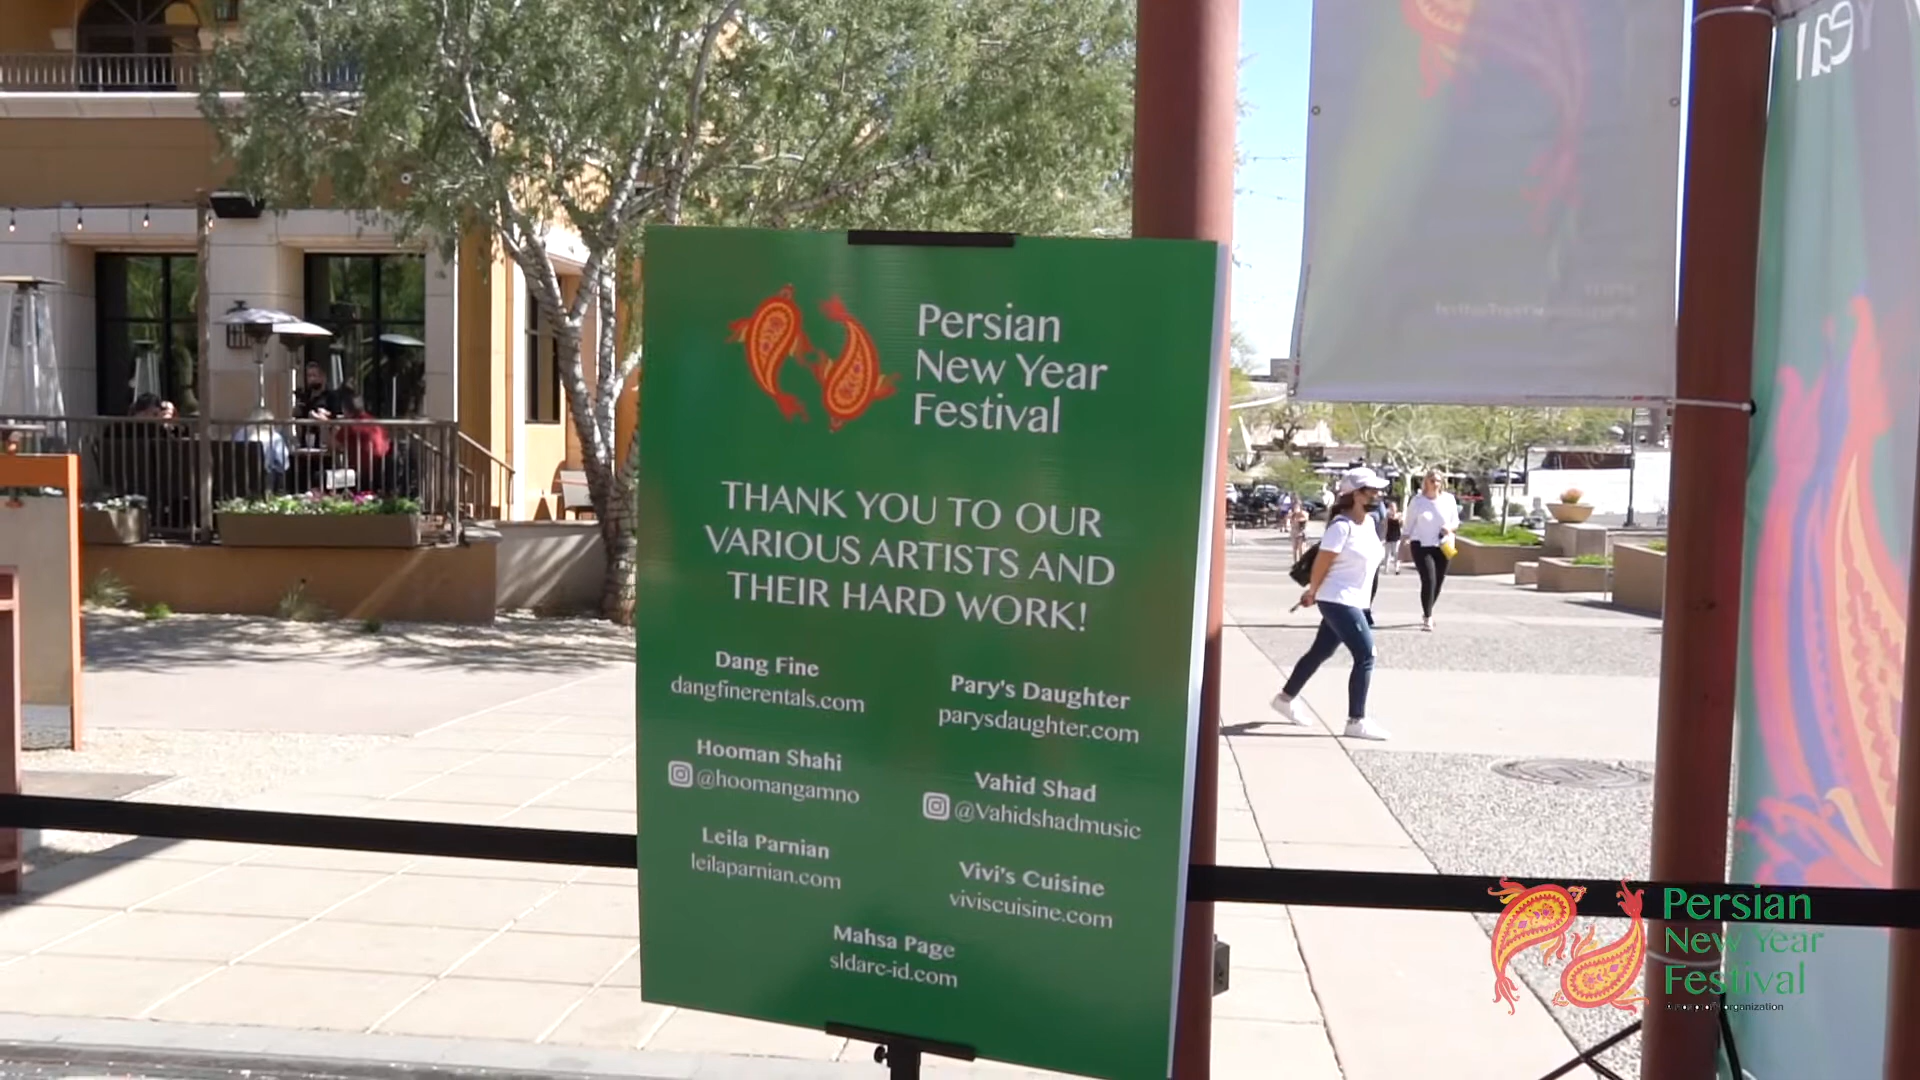 Persian
New Year
Festival
THANK YOU TO OUR
VARIOUS ARTISTS AND
THEIR HARD WORK!
Dang Fine
dangfinerentals.com
Hooman Shahi
@hoomangamno
Leila Parnian
leilaparnian.com
Pary's Daughter
parysdaughter.com
Vahid Shad
@Vahidshadmusic
Vivi's Cuisine
viviscuisine.com
Mahsa Page
sldarc-id.com
Year
Persian
New Year
Festival
organization